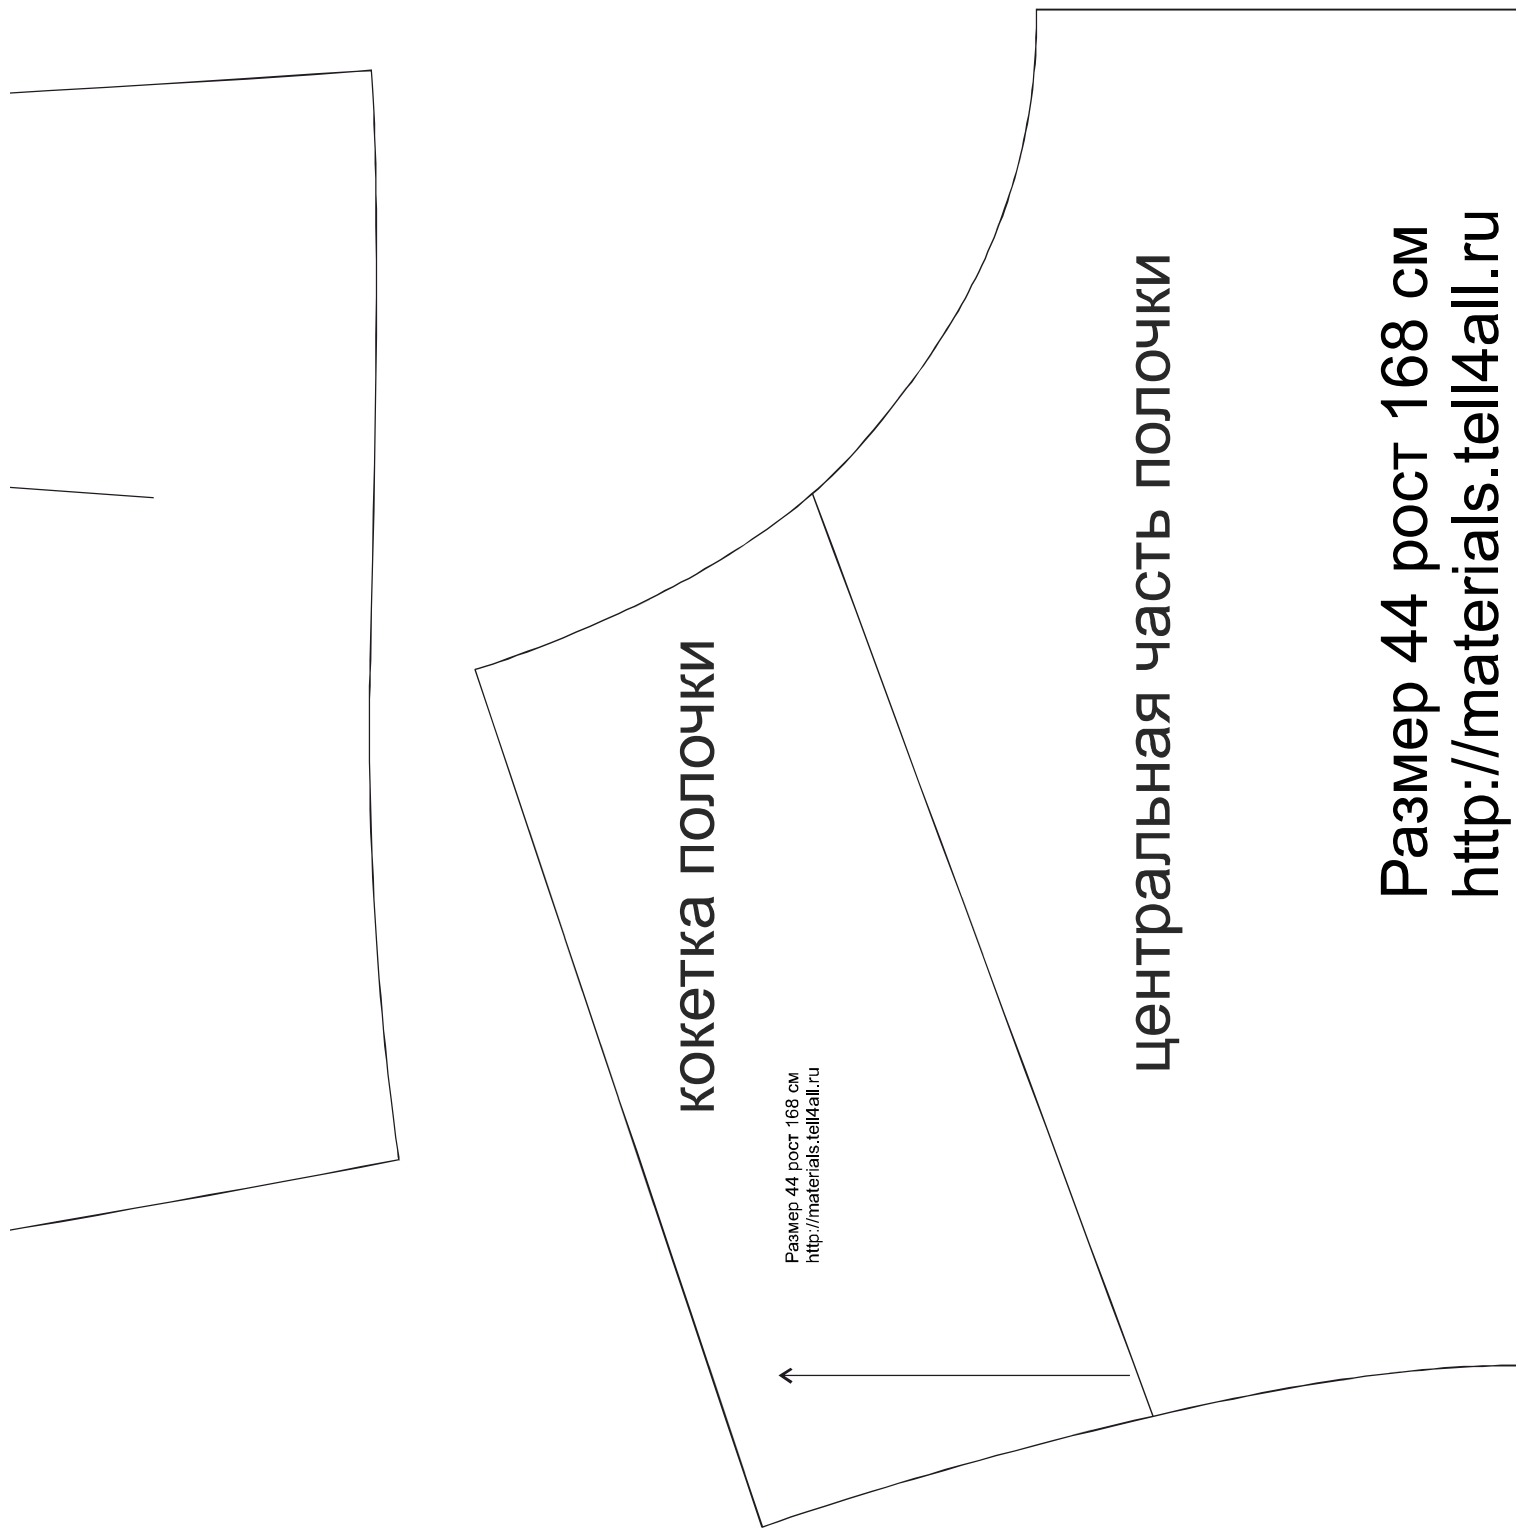 кокетка полочки
Размер 44 рост 168 см
http://materials.tell4all.ru
центральная часть полочки
Размер 44 рост 168 см
http://materials.tell4all.ru